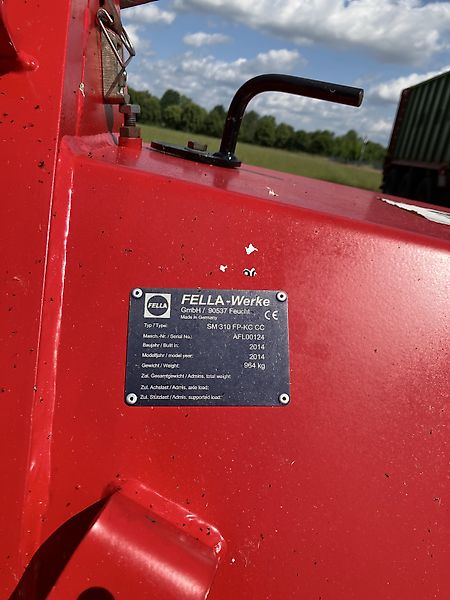 FELLA
FELLA-Werke
GmbH / 90537 Feucht
Made in Germany
CE
Typ / Type: SM 310 FP-KC CC
Masch.-Nr. / Serial No.: AFL00124
Baujahr / Built in: 2014
Modelljahr / model year: 2014
Gewicht / Weight: 964 kg
Zul. Gesamtgewicht / Admiss. total weight:
Zul. Achslast / Admis. axle load:
Zul. Stützlast / Admis. supported load: